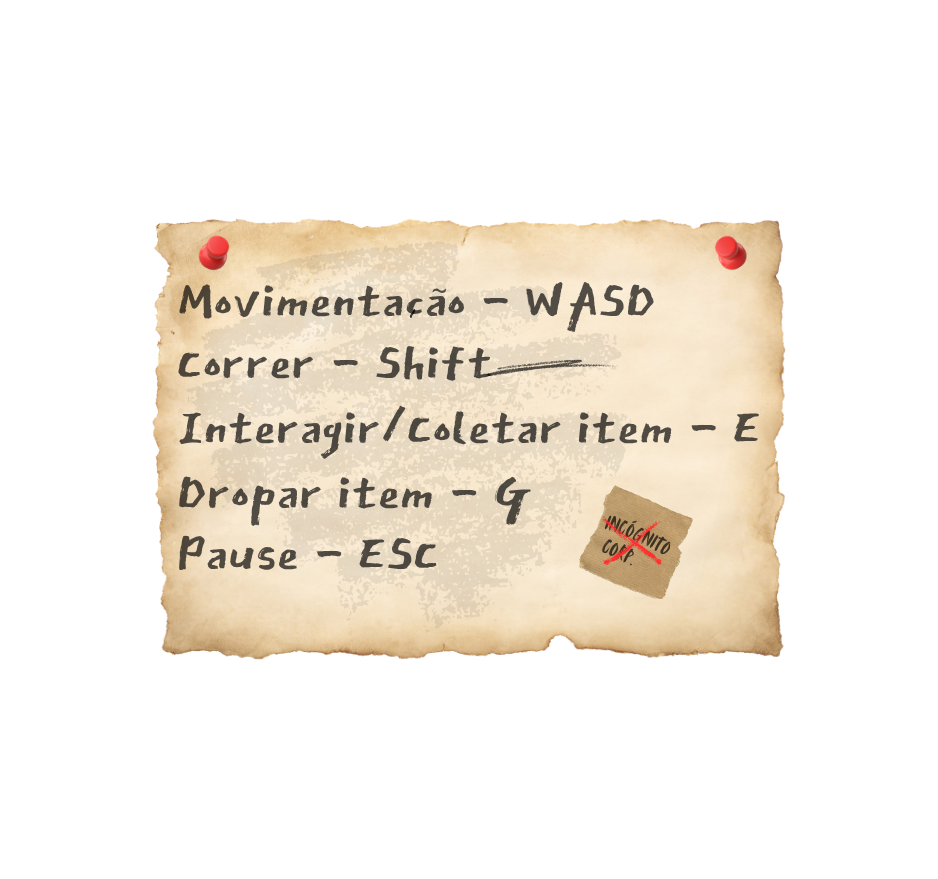 Movimentação - WASD
Correr - Shift
Interagir/Coletar item - E
Dropar item - G
Pause - ESC
INCÓGNITO
CORP.